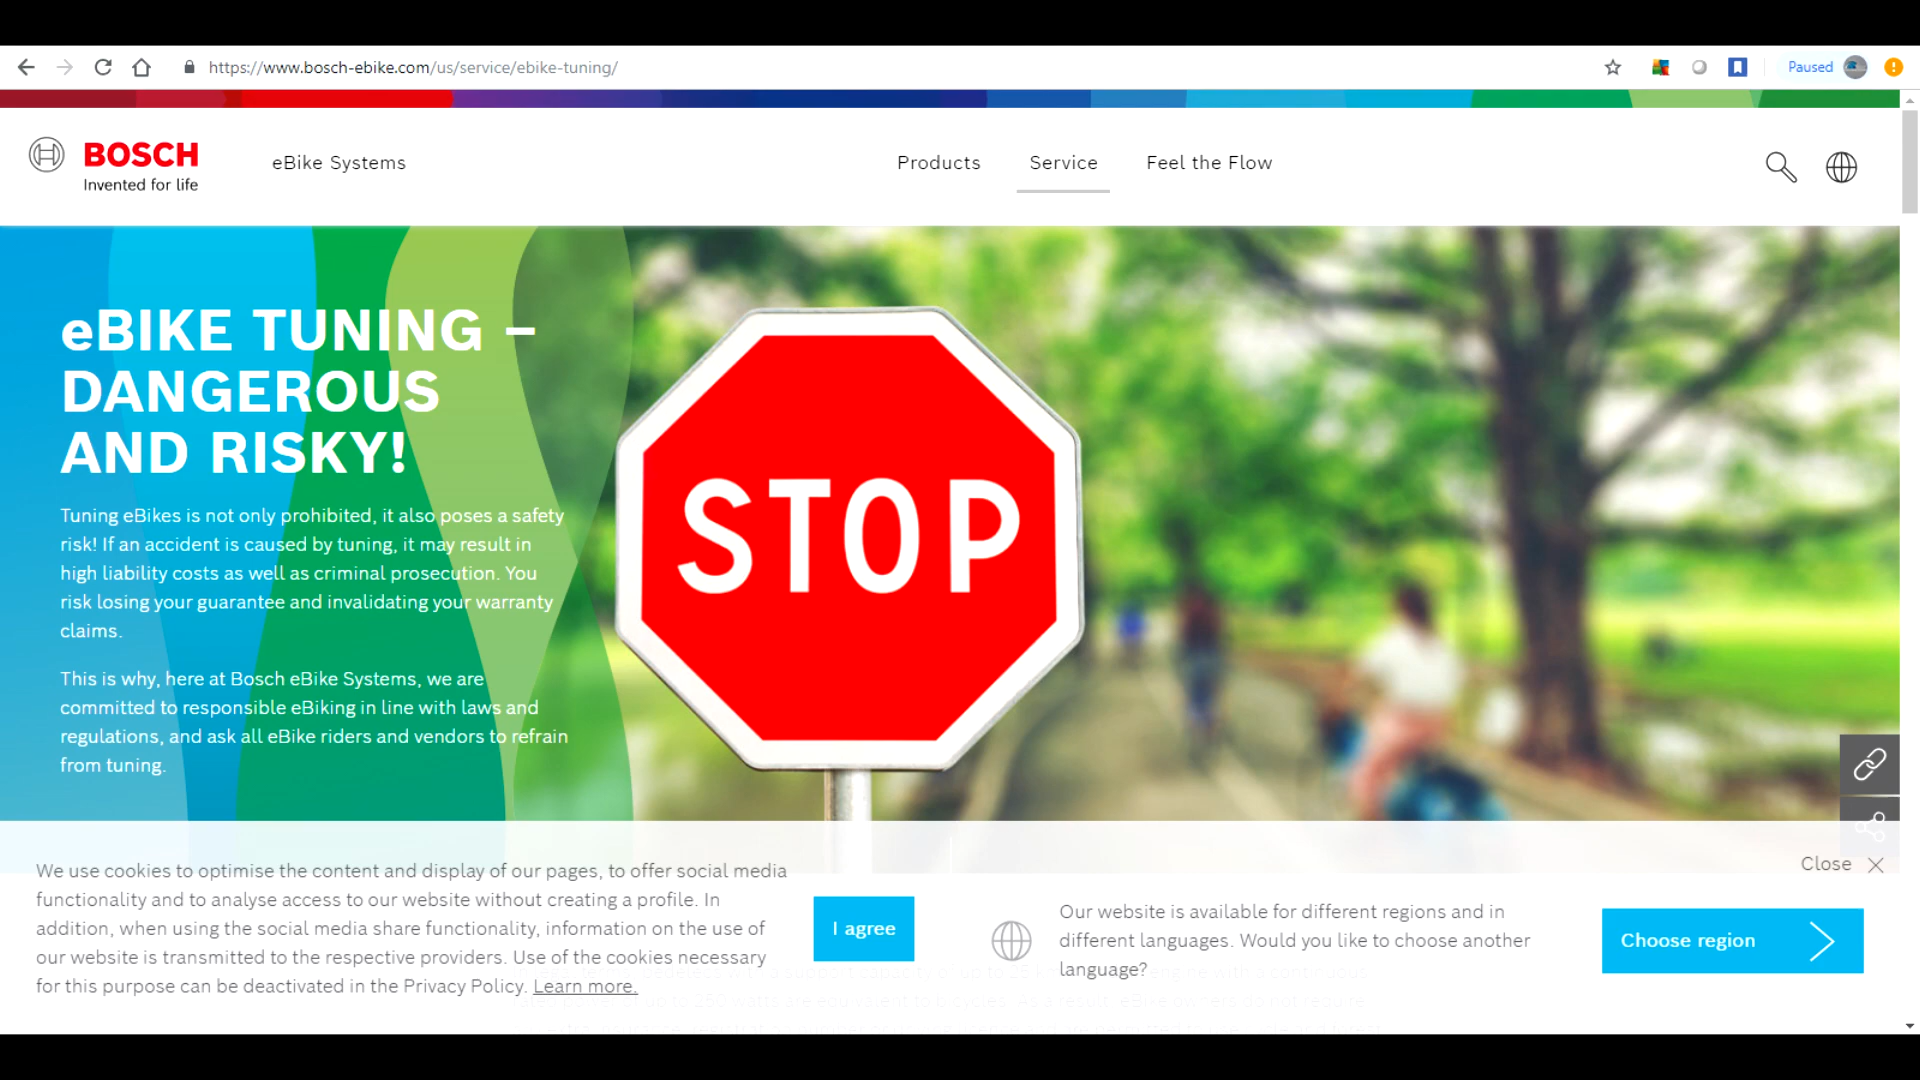 https://www.bosch-ebike.com/us/service/ebike-tuning/
Paused
BOSCH
Invented for life
eBike Systems
Products
Service
Feel the Flow
eBIKE TUNING –
DANGEROUS
AND RISKY!
Tuning eBikes is not only prohibited, it also poses a safety
risk! If an accident is caused by tuning, it may result in
high liability costs as well as criminal prosecution. You
risk losing your guarantee and invalidating your warranty
claims.
This is why, here at Bosch eBike Systems, we are
committed to responsible eBiking in line with laws and
regulations, and ask all eBike riders and vendors to refrain
from tuning.
STOP
Close
We use cookies to optimise the content and display of our pages, to offer social media
functionality and to analyse access to our website without creating a profile. In
addition, when using the social media share functionality, information on the use of
our website is transmitted to the respective providers. Use of the cookies necessary
for this purpose can be deactivated in the Privacy Policy. Learn more.
I agree
Our website is available for different regions and in
different languages. Would you like to choose another
language?
Choose region